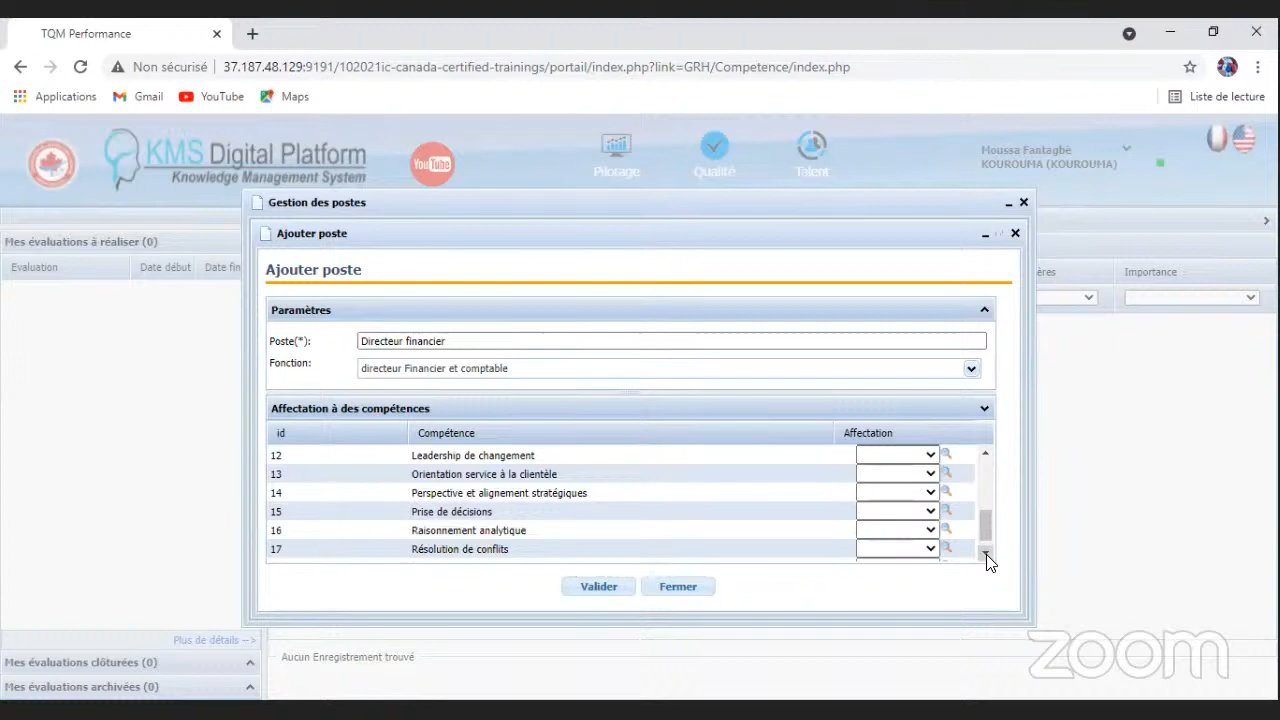 TQM Performance
Non sécurisé
37.187.48.129:9191/102021ic-canada-certified-trainings/portail/index.php?link=GRH/Competence/index.php
Applications
Gmail
YouTube
Maps
Liste de lecture
KMS Digital Platform
Knowledge Management System
YouTube
Pilotage
Qualité
Talent
Moussa Fantagbè
KOUROUMA (KOUROUMA)
Gestion des postes
Ajouter poste
Mes évaluations à réaliser (0)
Evaluation
Date début
Date fin
Importance
Ajouter poste
Paramètres
Poste(*):
Directeur financier
Fonction:
directeur Financier et comptable
Affectation à des compétences
id
Compétence
Affectation
12 Leadership de changement
13 Orientation service à la clientèle
14 Perspective et alignement stratégiques
15 Prise de décisions
16 Raisonnement analytique
17 Résolution de conflits
Valider
Fermer
Plus de détails -->
Mes évaluations clôturées (0)
Aucun Enregistrement trouvé
Mes évaluations archivées (0)
zoom